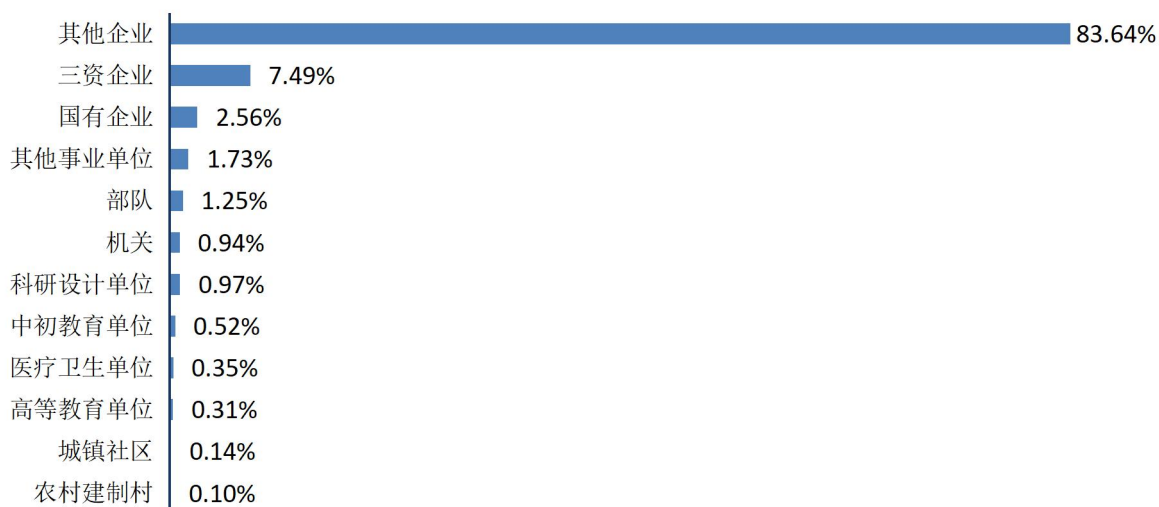 其他企业 83.64%
三资企业 7.49%
国有企业 2.56%
其他事业单位 1.73%
部队 1.25%
机关 0.94%
科研设计单位 0.97%
中初教育单位 0.52%
医疗卫生单位 0.35%
高等教育单位 0.31%
城镇社区 0.14%
农村建制村 0.10%